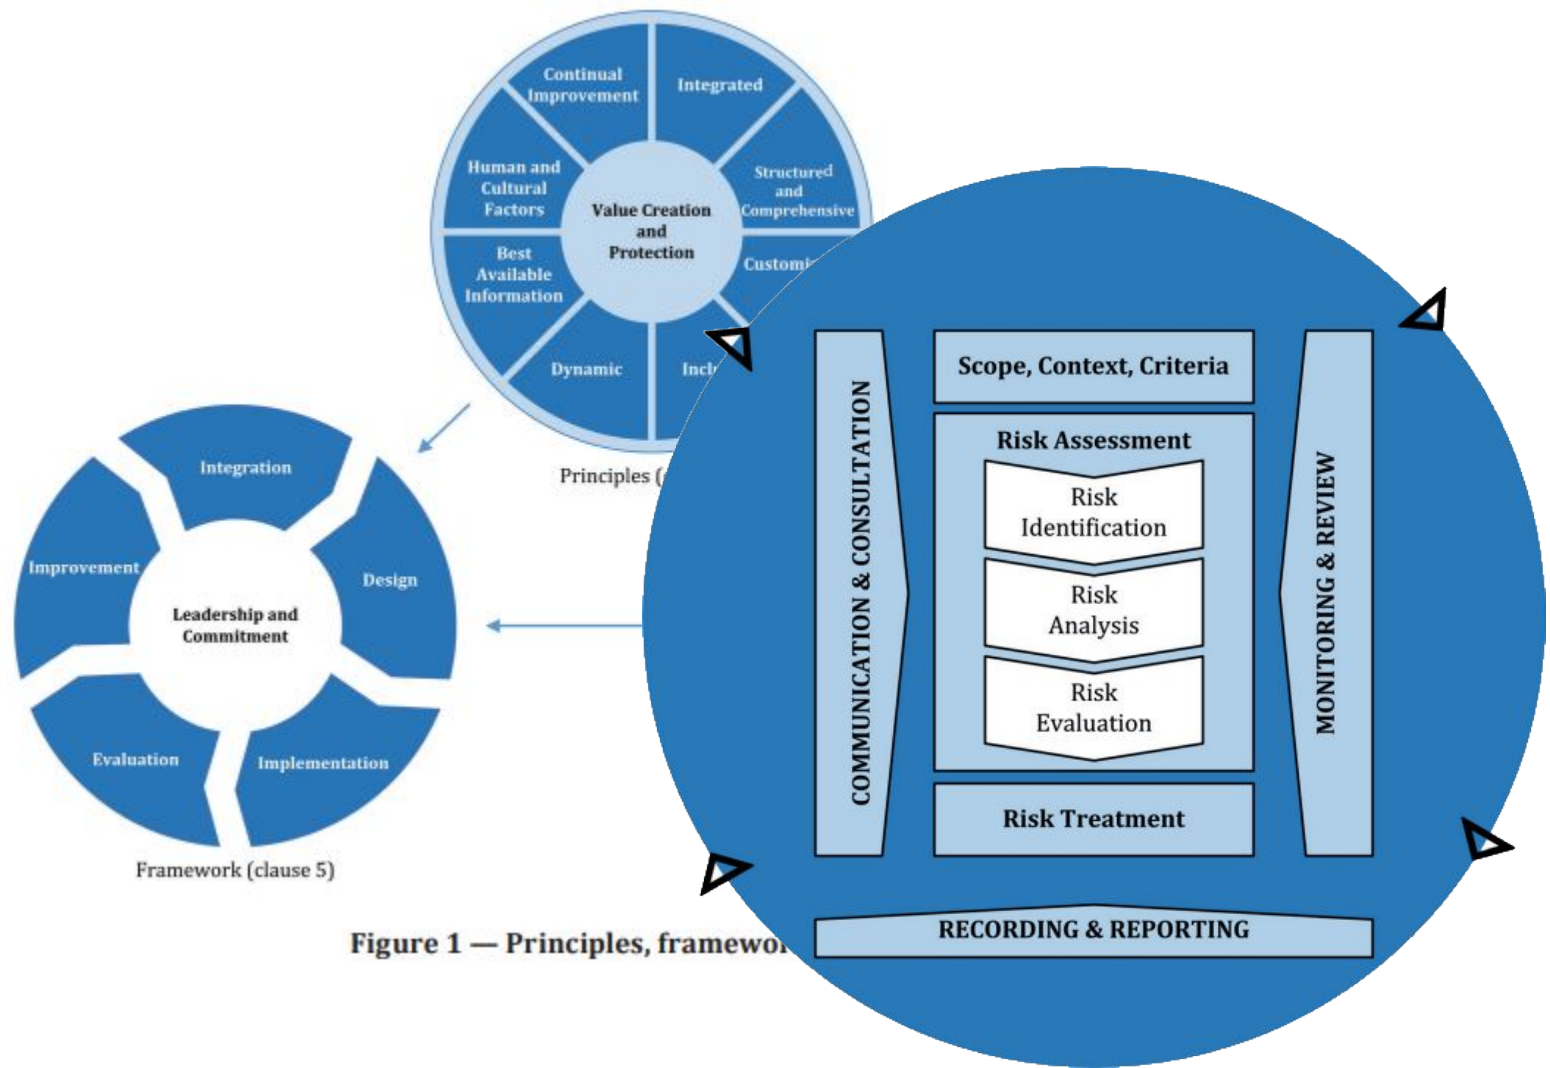 Continual
Improvement
Integrated
Human and
Cultural
Factors
Structured
and
Comprehensive
Value Creation
and
Protection
Best
Available
Information
Dynamic
Principles
Integration
Improvement
Design
Leadership and
Commitment
Evaluation
Implementation
Framework (clause 5)
Scope, Context, Criteria
Risk Assessment
Risk
Identification
Risk
Analysis
Risk
Evaluation
Risk Treatment
COMMUNICATION & CONSULTATION
MONITORING & REVIEW
RECORDING & REPORTING
Figure 1 — Principles,